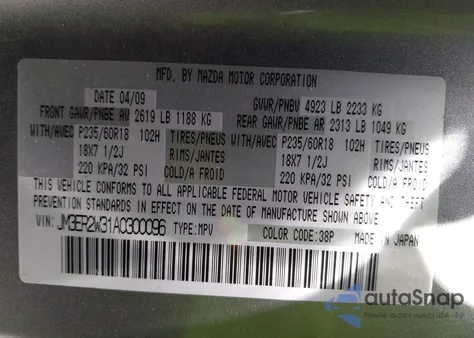 MFD. BY MAZDA MOTOR CORPORATION
DATE 04/09 GVWR/PNBV 4923 LB 2233 KG
FRONT GAWR/PNBE AV 2619 LB 1188 KG REAR GAWR/PNBE AR 2313 LB 1049 KG
WITH/AVEC P235/60R18 102H TIRES/PNEUS WITH/AVEC P235/60R18 102H TIRES/PNEUS
18X7 1/2J RIMS/JANTES 18X7 1/2J RIMS/JANTES
220 KPA/32 PSI COLD/A FROID 220 KPA/32 PSI COLD/A FROID
THIS VEHICLE CONFORMS TO ALL APPLICABLE FEDERAL MOTOR VEHICLE SAFETY AND THEFT
PREVENTION STANDARDS IN EFFECT ON THE DATE OF MANUFACTURE SHOWN ABOVE.
VIN: JM3ER2W31A0300096 TYPE: MPV COLOR CODE: 38P MADE IN JAPAN
autoSnap